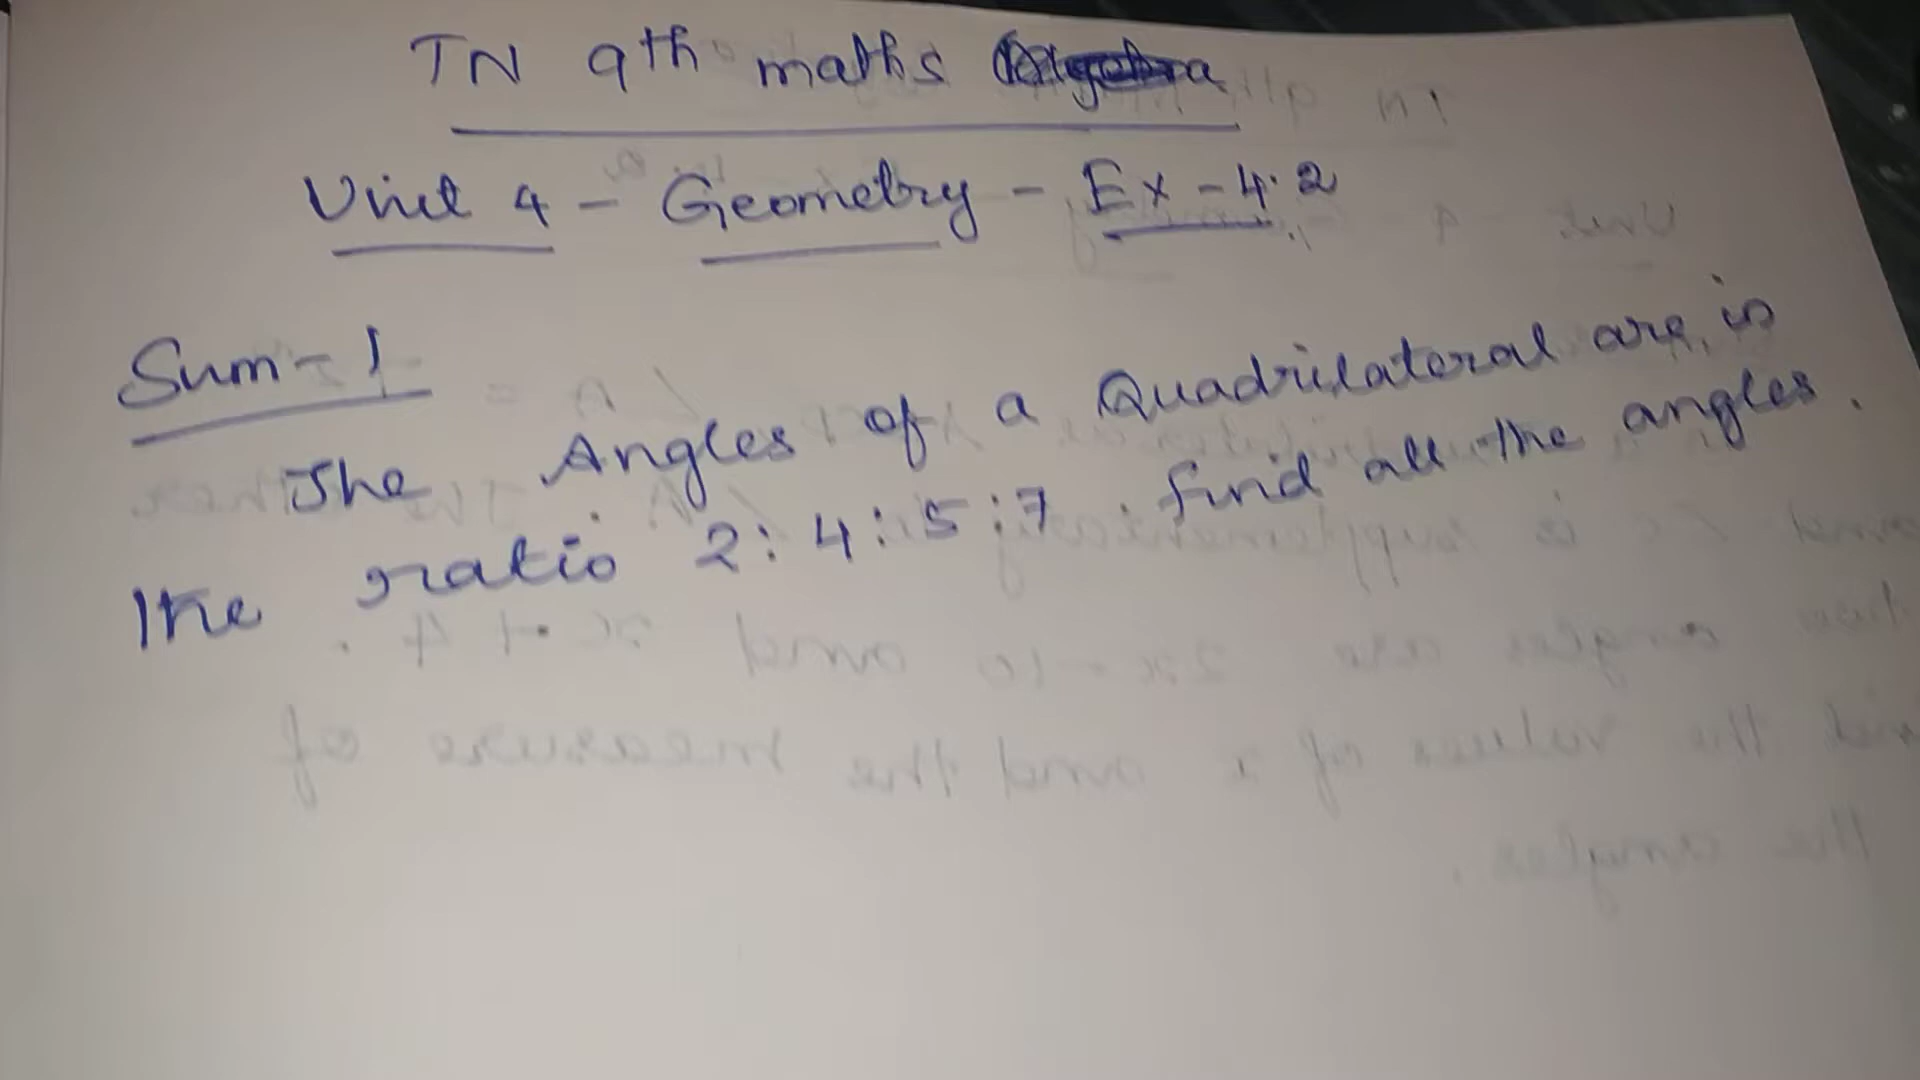 TN 9th maths
Unit 4 - Geometry - Ex - 4.2
Sum - 1
The Angles of a Quadrilateral are, in
the ratio 2 : 4 : 5 : 7 . find all the angles.